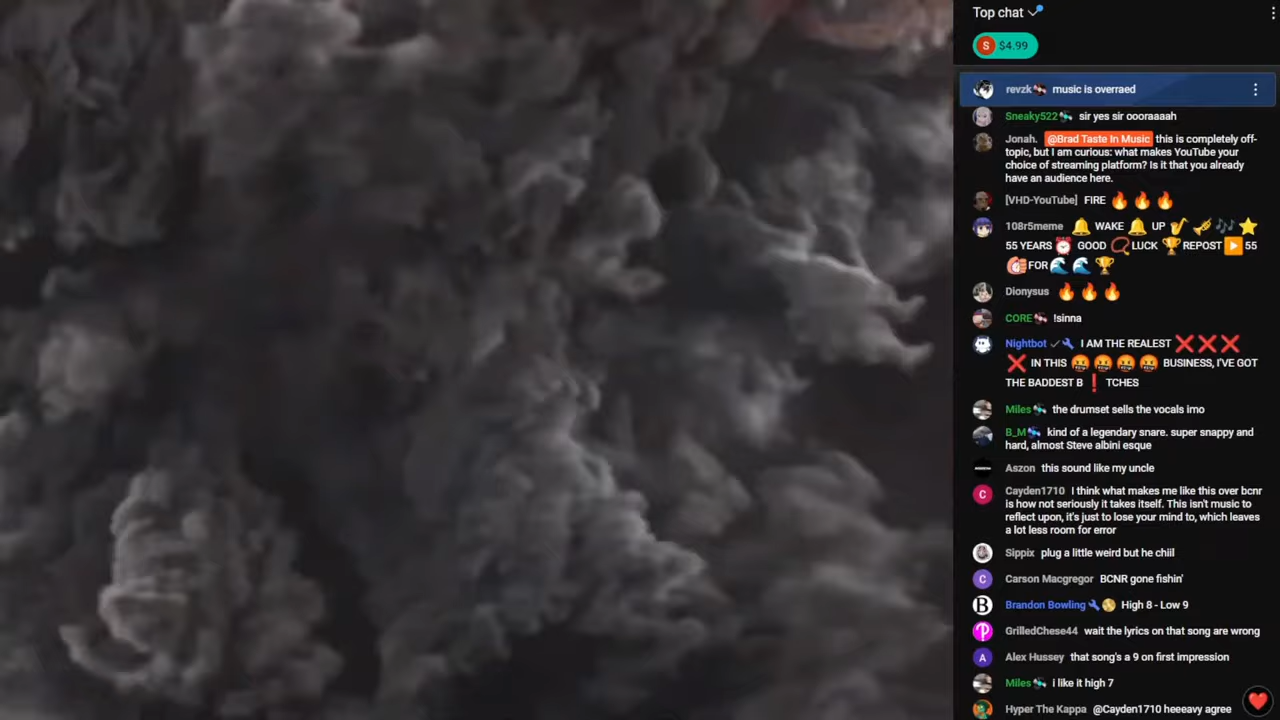 Top chat
S $4.99
revzk music is overraed
Sneaky522 sir yes sir oooraaaah
Jonah. @Brad Taste In Music this is completely off-
topic, but I am curious: what makes YouTube your
choice of streaming platform? Is it that you already
have an audience here.
[VHD-YouTube] FIRE 🔥 🔥 🔥
108r5meme 🔔 WAKE 🔔 UP 🎷 🎺 🎶 ⭐
55 YEARS ⏰ GOOD 📿 LUCK 🏆 REPOST ▶️ 55
👍 FOR 🌊 🌊 🏆
Dionysus 🔥 🔥 🔥
CORE !sinna
Nightbot I AM THE REALEST ❌ ❌ ❌
❌ IN THIS 🤬 🤬 🤬 🤬 BUSINESS, I'VE GOT
THE BADDEST B ❗ TCHES
Miles the drumset sells the vocals imo
B_M kind of a legendary snare. super snappy and
hard, almost Steve albini esque
Aszon this sound like my uncle
C Cayden1710 I think what makes me like this over bcnr
is how not seriously it takes itself. This isn't music to
reflect upon, it's just to lose your mind to, which leaves
a lot less room for error
Sippix plug a little weird but he chiil
C Carson Macgregor BCNR gone fishin'
B Brandon Bowling High 8 - Low 9
GrilledChese44 wait the lyrics on that song are wrong
A Alex Hussey that song's a 9 on first impression
Miles i like it high 7
Hyper The Kappa @Cayden1710 heeeavy agree